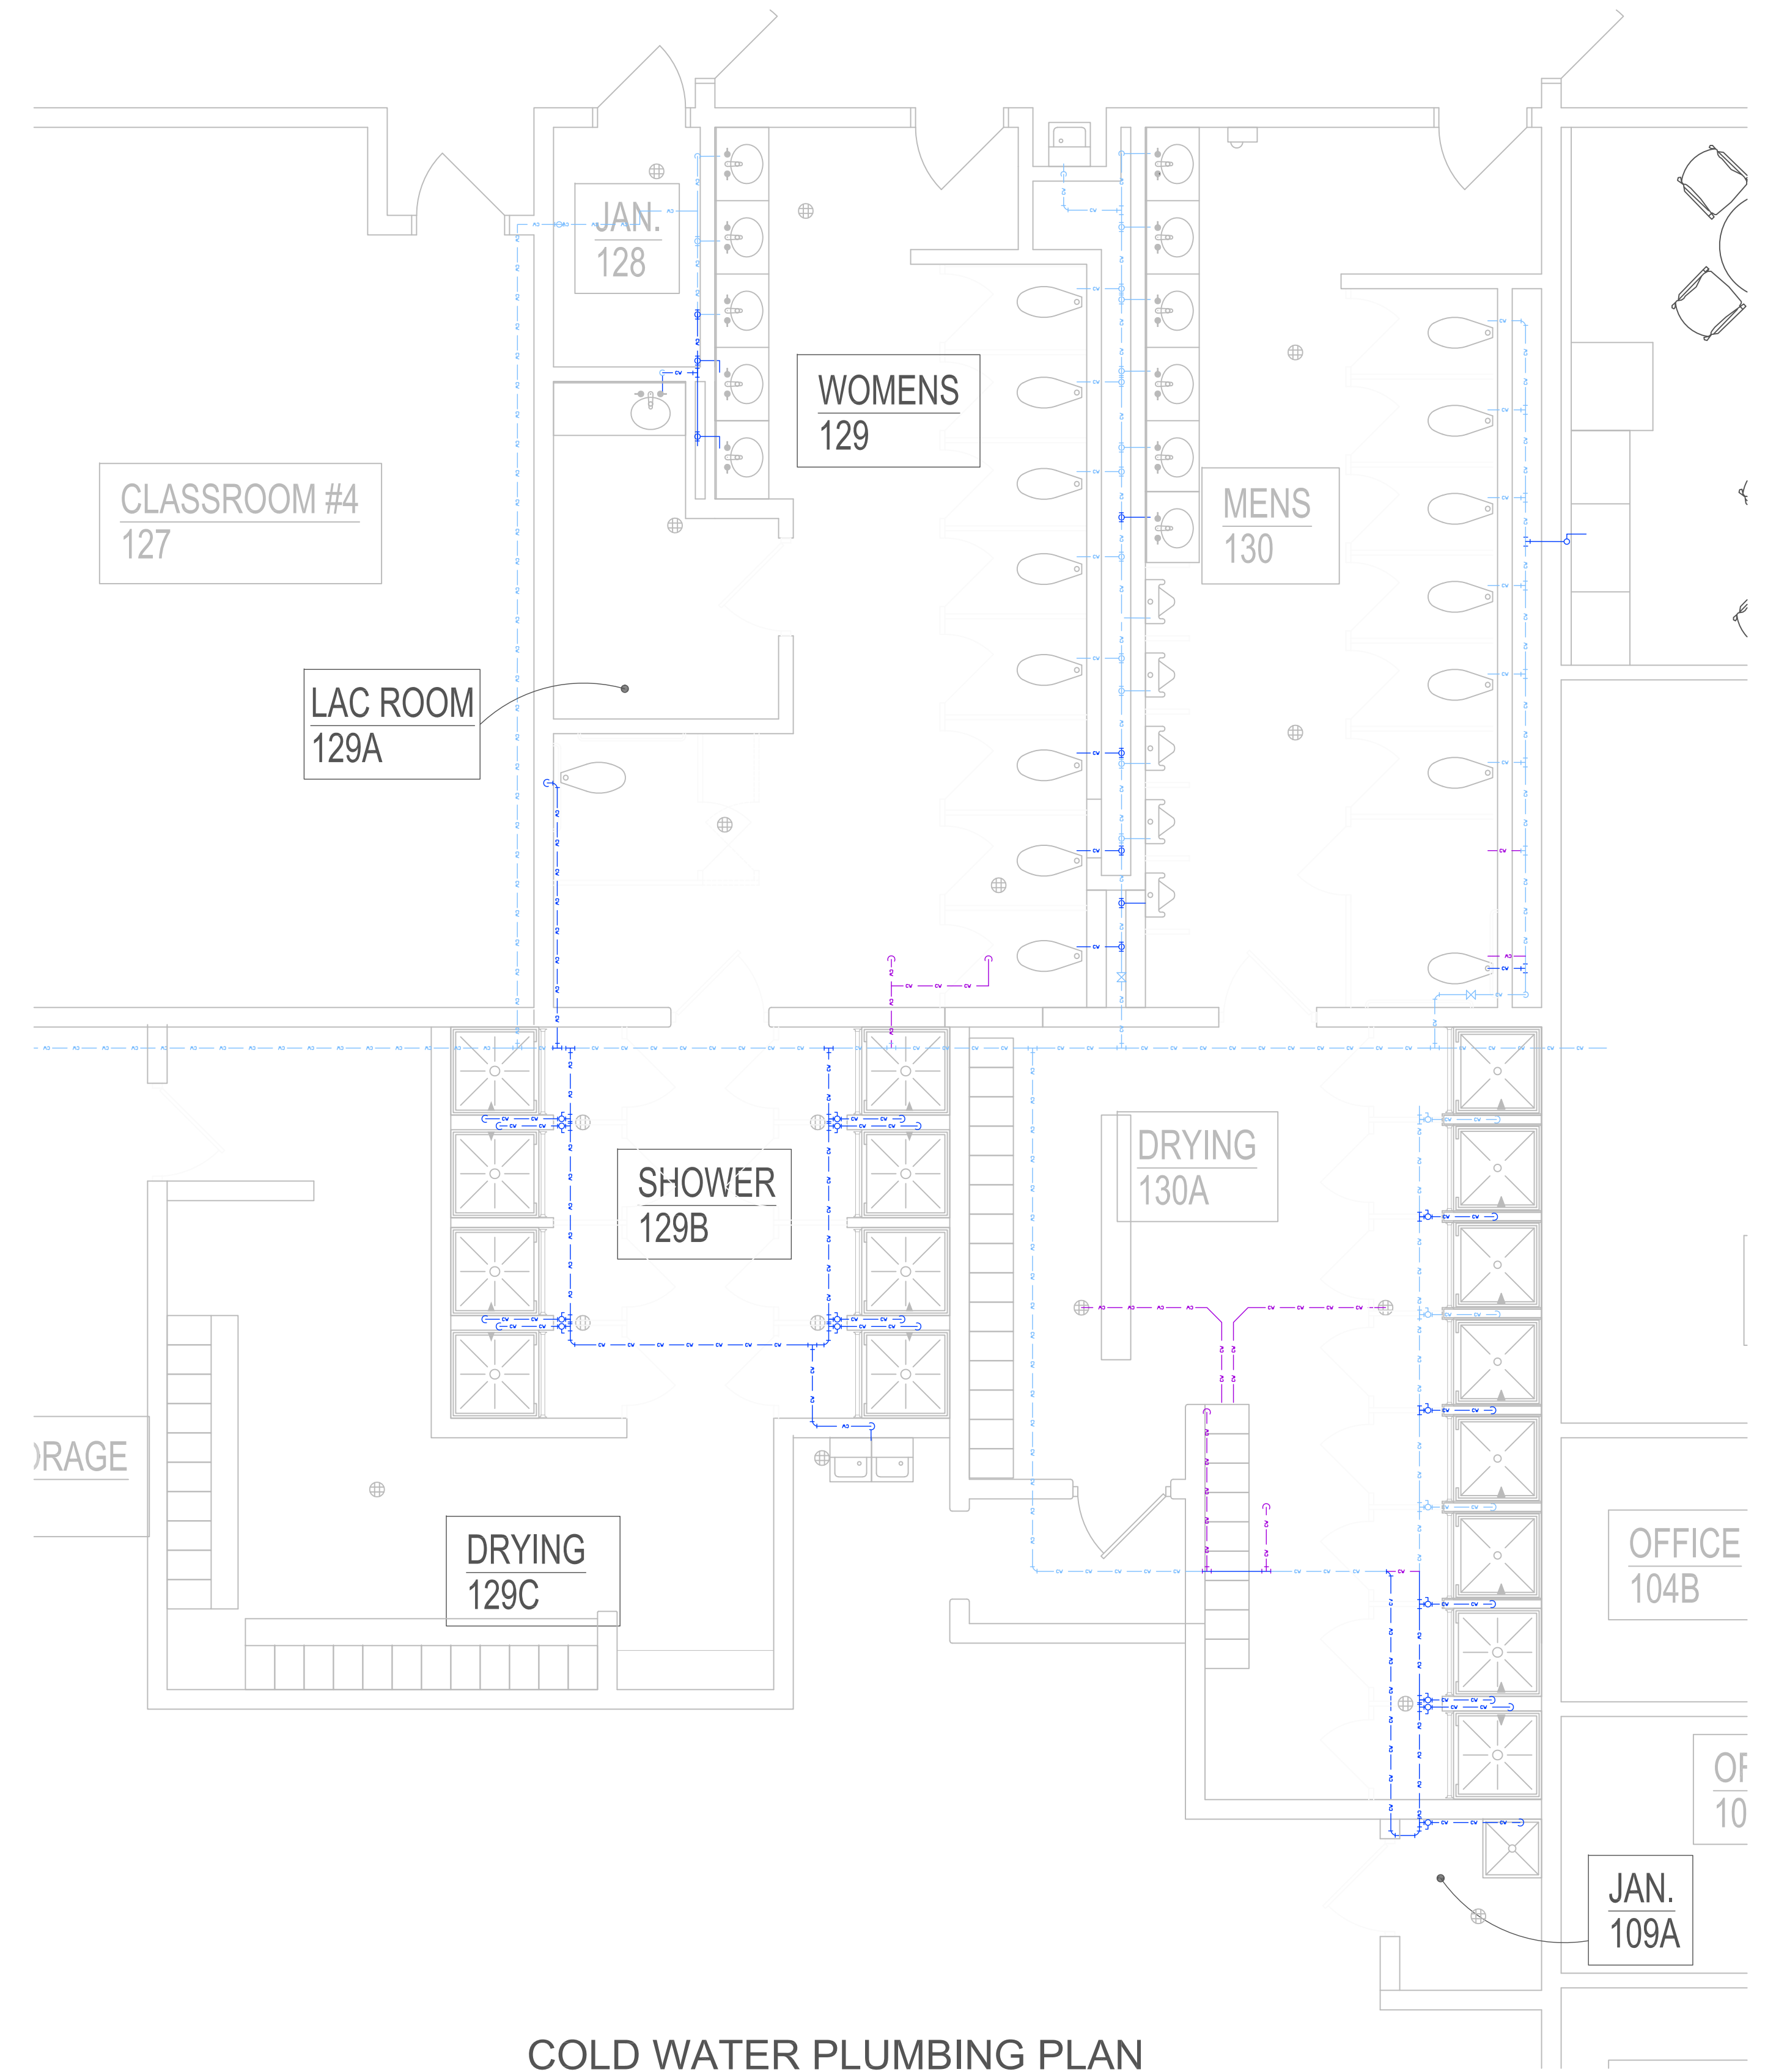 JAN.
128
WOMENS
129
CLASSROOM #4
127
MENS
130
LAC ROOM
129A
SHOWER
129B
DRYING
130A
RAGE
DRYING
129C
OFFICE
104B
OF
10
JAN.
109A
COLD WATER PLUMBING PLAN
CW